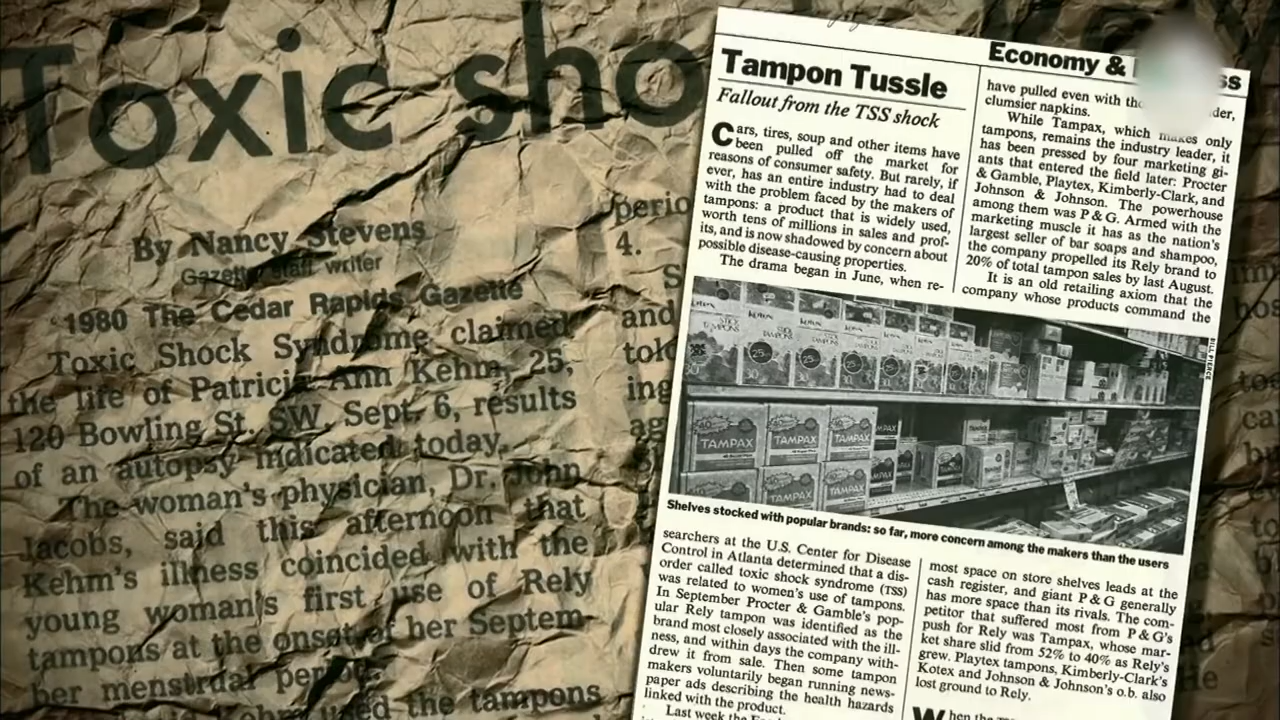 Toxic sho
By Nancy Stevens
Gazette staff writer
1980 The Cedar Rapids Gazette
Toxic Shock Syndrome claimed
the life of Patricia Ann Kehm, 25,
120 Bowling St. SW, Sept. 6, results
of an autopsy indicated today.
The woman's physician, Dr. John
Jacobs, said this afternoon that
Kehm's illness coincided with the
young woman's first use of Rely
tampons at the onset of her Septem-
ber menstrual period.
used the tampons
perio
4.
S
and
tol
ing
ag
Economy &
Tampon Tussle
Fallout from the TSS shock
Cars, tires, soup and other items have
been pulled off the market for
reasons of consumer safety. But rarely, if
ever, has an entire industry had to deal
with the problem faced by the makers of
tampons: a product that is widely used,
worth tens of millions in sales and prof-
its, and is now shadowed by concern about
possible disease-causing properties.
The drama began in June, when re-
have pulled even with the
clumsier napkins.
While Tampax, which makes only
tampons, remains the industry leader, it
has been pressed by four marketing gi-
ants that entered the field later: Procter
& Gamble, Playtex, Kimberly-Clark, and
Johnson & Johnson. The powerhouse
among them was P & G. Armed with the
marketing muscle it has as the nation's
largest seller of bar soaps and shampoo,
the company propelled its Rely brand to
20% of total tampon sales by last August.
It is an old retailing axiom that the
company whose products command the
BILL PIERCE
TAMPAX TAMPAX TAMPAX
Shelves stocked with popular brands: so far, more concern among the makers than the users
searchers at the U.S. Center for Disease
Control in Atlanta determined that a dis-
order called toxic shock syndrome (TSS)
was related to women's use of tampons.
In September Procter & Gamble's pop-
ular Rely tampon was identified as the
brand most closely associated with the ill-
ness, and within days the company with-
drew it from sale. Then some tampon
makers voluntarily began running news-
paper ads describing the health hazards
linked with the product.
Last week the
most space on store shelves leads at the
cash register, and giant P & G generally
has more space than its rivals. The com-
petitor that suffered most from P & G's
push for Rely was Tampax, whose mar-
ket share slid from 52% to 40% as Rely's
grew. Playtex tampons, Kimberly-Clark's
Kotex and Johnson & Johnson's o.b. also
lost ground to Rely.
When the